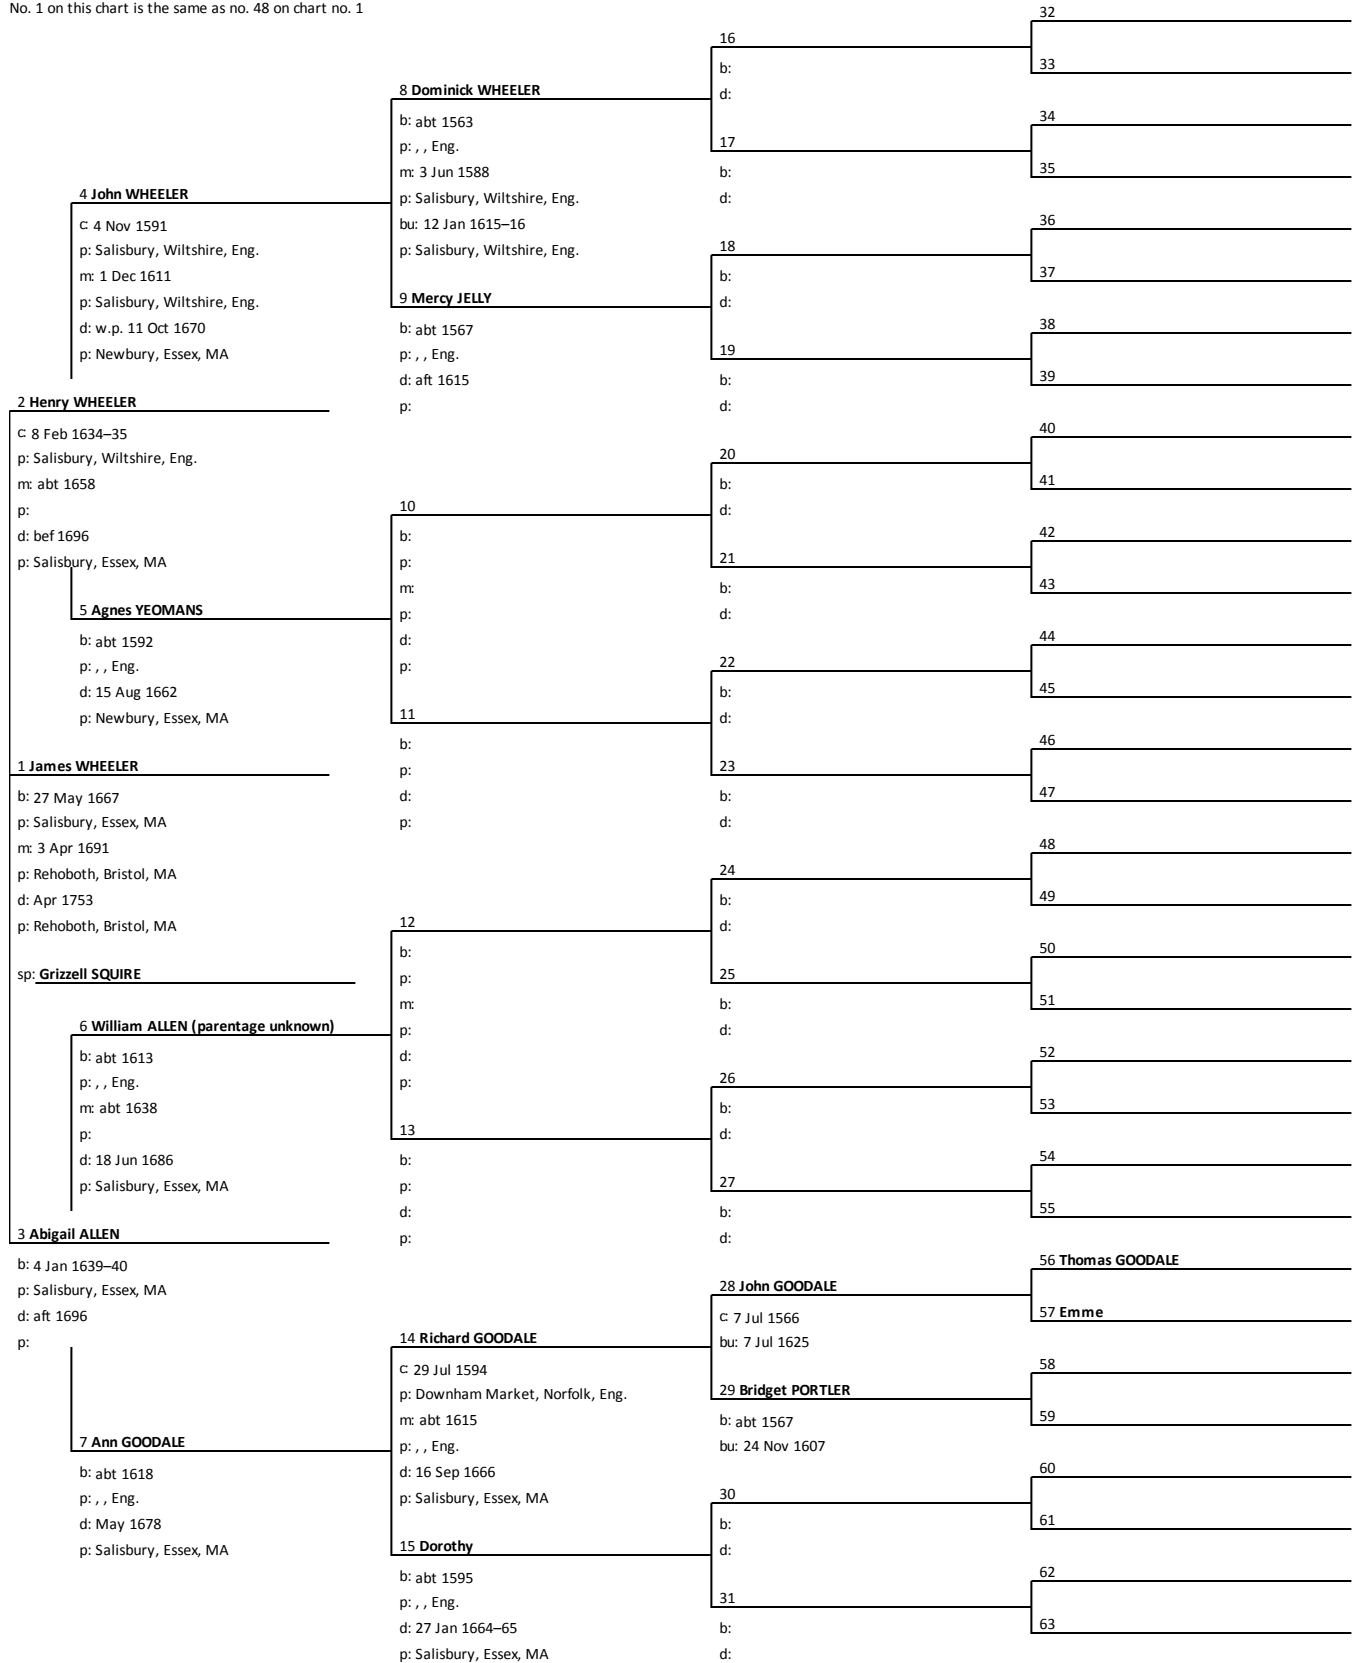 No. 1 on this chart is the same as no. 48 on chart no. 1
2 Henry WHEELER
c: 8 Feb 1634–35
p: Salisbury, Wiltshire, Eng.
m: abt 1658
p:
d: bef 1696
p: Salisbury, Essex, MA
1 James WHEELER
b: 27 May 1667
p: Salisbury, Essex, MA
m: 3 Apr 1691
p: Rehoboth, Bristol, MA
d: Apr 1753
p: Rehoboth, Bristol, MA
sp: Grizzell SQUIRE
3 Abigail ALLEN
b: 4 Jan 1639–40
p: Salisbury, Essex, MA
d: aft 1696
p:
4 John WHEELER
c: 4 Nov 1591
p: Salisbury, Wiltshire, Eng.
m: 1 Dec 1611
p: Salisbury, Wiltshire, Eng.
d: w.p. 11 Oct 1670
p: Newbury, Essex, MA
5 Agnes YEOMANS
b: abt 1592
p: , , Eng.
d: 15 Aug 1662
p: Newbury, Essex, MA
6 William ALLEN (parentage unknown)
b: abt 1613
p: , , Eng.
m: abt 1638
p:
d: 18 Jun 1686
p: Salisbury, Essex, MA
7 Ann GOODALE
b: abt 1618
p: , , Eng.
d: May 1678
p: Salisbury, Essex, MA
8 Dominick WHEELER
b: abt 1563
p: , , Eng.
m: 3 Jun 1588
p: Salisbury, Wiltshire, Eng.
bu: 12 Jan 1615–16
p: Salisbury, Wiltshire, Eng.
9 Mercy JELLY
b: abt 1567
p: , , Eng.
d: aft 1615
p:
10
b:
p:
m:
p:
d:
p:
11
b:
p:
d:
p:
12
b:
p:
m:
p:
d:
p:
13
b:
p:
d:
p:
14 Richard GOODALE
c: 29 Jul 1594
p: Downham Market, Norfolk, Eng.
m: abt 1615
p: , , Eng.
d: 16 Sep 1666
p: Salisbury, Essex, MA
15 Dorothy
b: abt 1595
p: , , Eng.
d: 27 Jan 1664–65
p: Salisbury, Essex, MA
16
b:
d:
17
b:
d:
18
b:
d:
19
b:
d:
20
b:
d:
21
b:
d:
22
b:
d:
23
b:
d:
24
b:
d:
25
b:
d:
26
b:
d:
27
b:
d:
28 John GOODALE
c: 7 Jul 1566
bu: 7 Jul 1625
29 Bridget PORTLER
b: abt 1567
bu: 24 Nov 1607
30
b:
d:
31
b:
d:
32
33
34
35
36
37
38
39
40
41
42
43
44
45
46
47
48
49
50
51
52
53
54
55
56 Thomas GOODALE
57 Emme
58
59
60
61
62
63